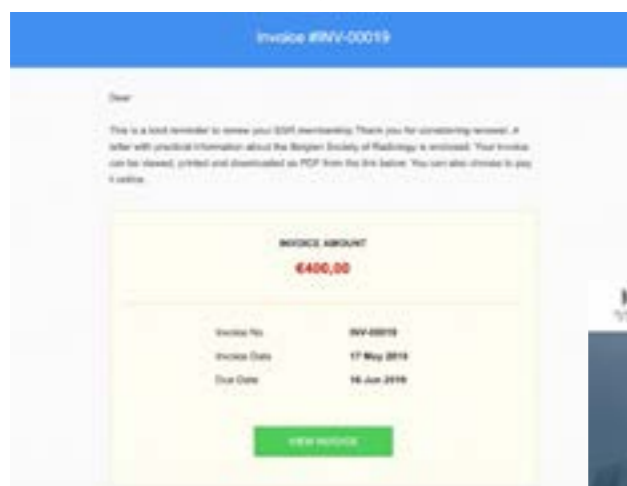 Invoice #INV-00019
Dear
This is a kind reminder to renew your BSR membership. Thank you for considering renewal. A
letter with practical information about the Belgian Society of Radiology is enclosed. Your invoice
can be viewed, printed and downloaded as PDF from the link below. You can also choose to pay
it online.
INVOICE AMOUNT
€400,00
Invoice No INV-00019
Invoice Date 17 May 2019
Due Date 16 Jun 2019
VIEW INVOICE